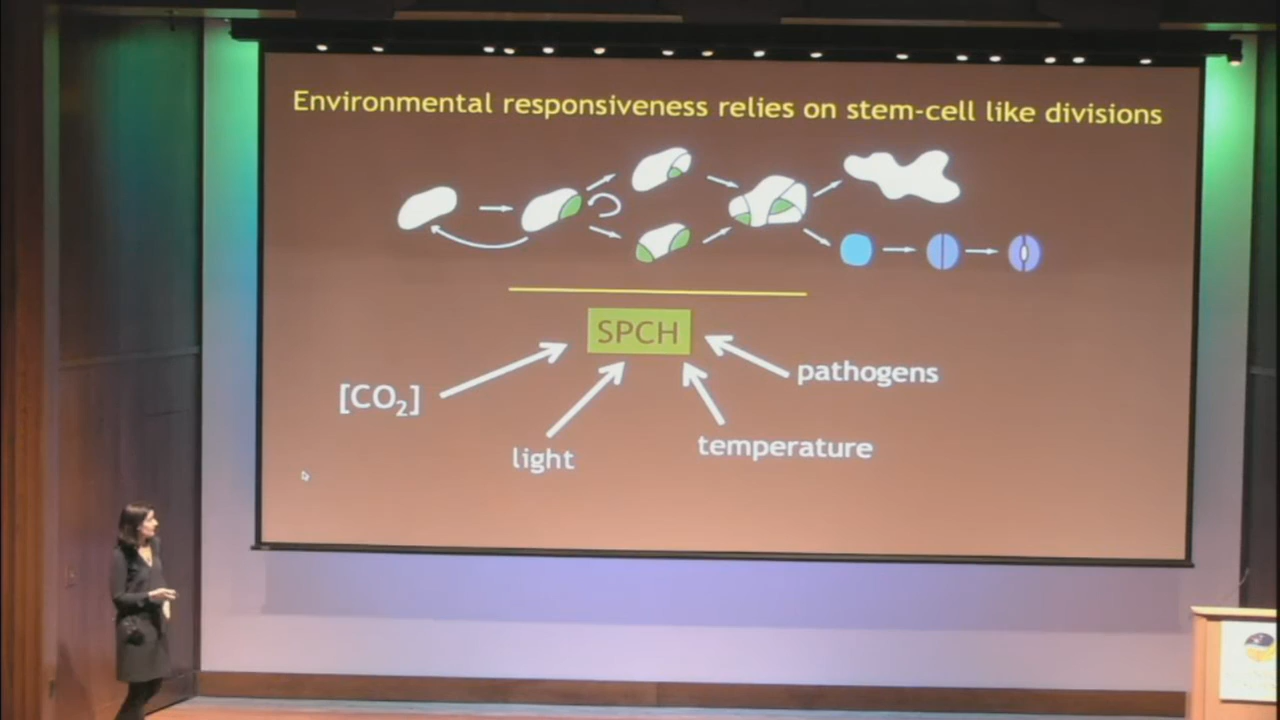 Environmental responsiveness relies on stem-cell like divisions
SPCH
pathogens
[CO₂]
temperature
light